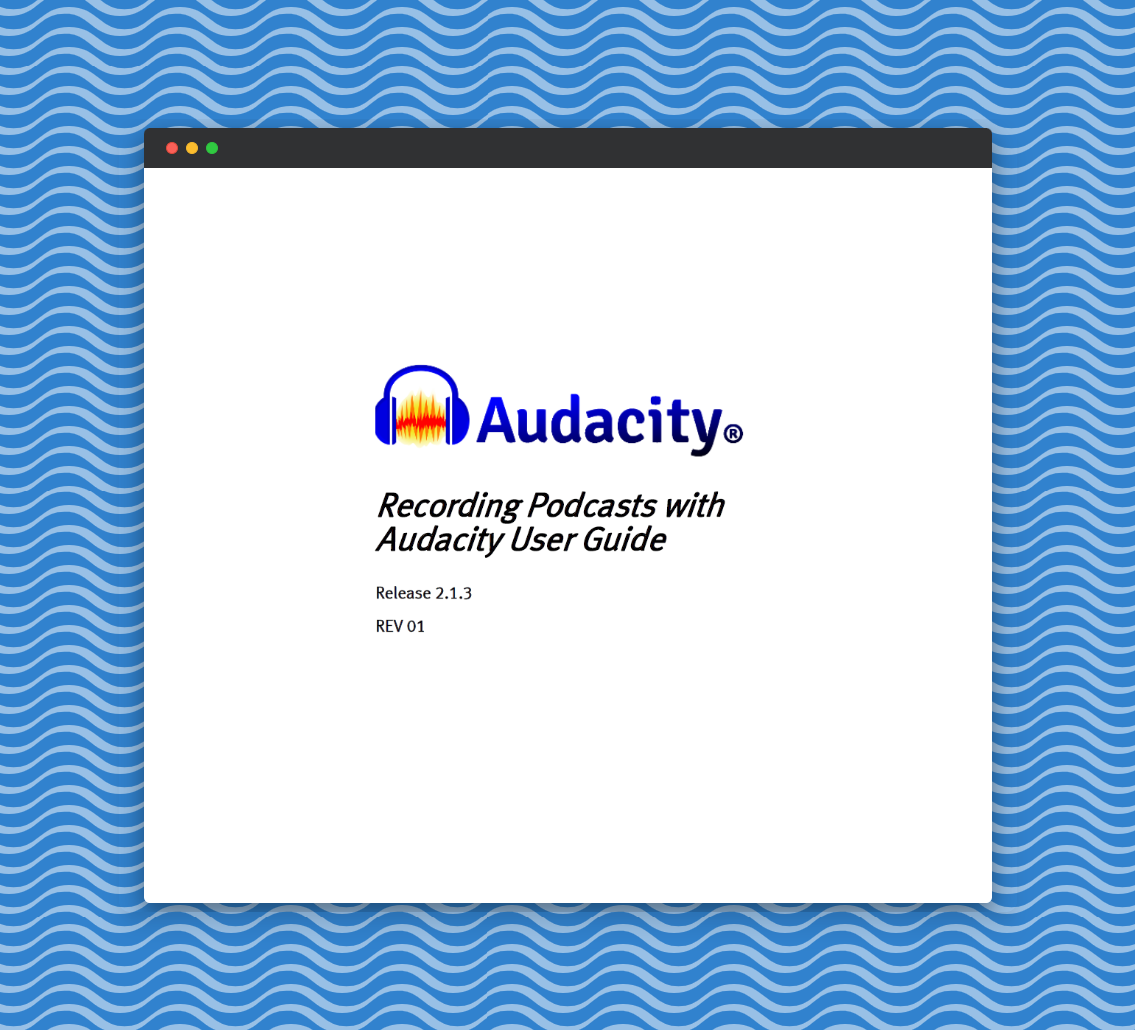 Audacity®
Recording Podcasts with
Audacity User Guide
Release 2.1.3
REV 01